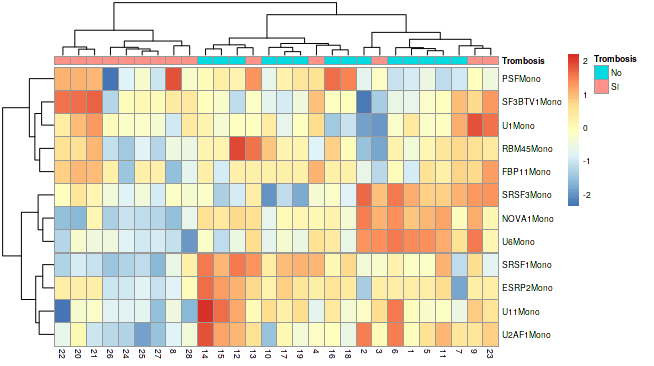 Trombosis
PSFMono
SF3BTV1Mono
U1Mono
RBM45Mono
FBP11Mono
SRSF3Mono
NOVA1Mono
U6Mono
SRSF1Mono
ESRP2Mono
U11Mono
U2AF1Mono
22 20 21 26 24 25 27 8 28 14 15 12 13 10 17 19 4 16 18 2 3 6 1 5 11 7 9 23
2
1
0
-1
-2
Trombosis
No
SI